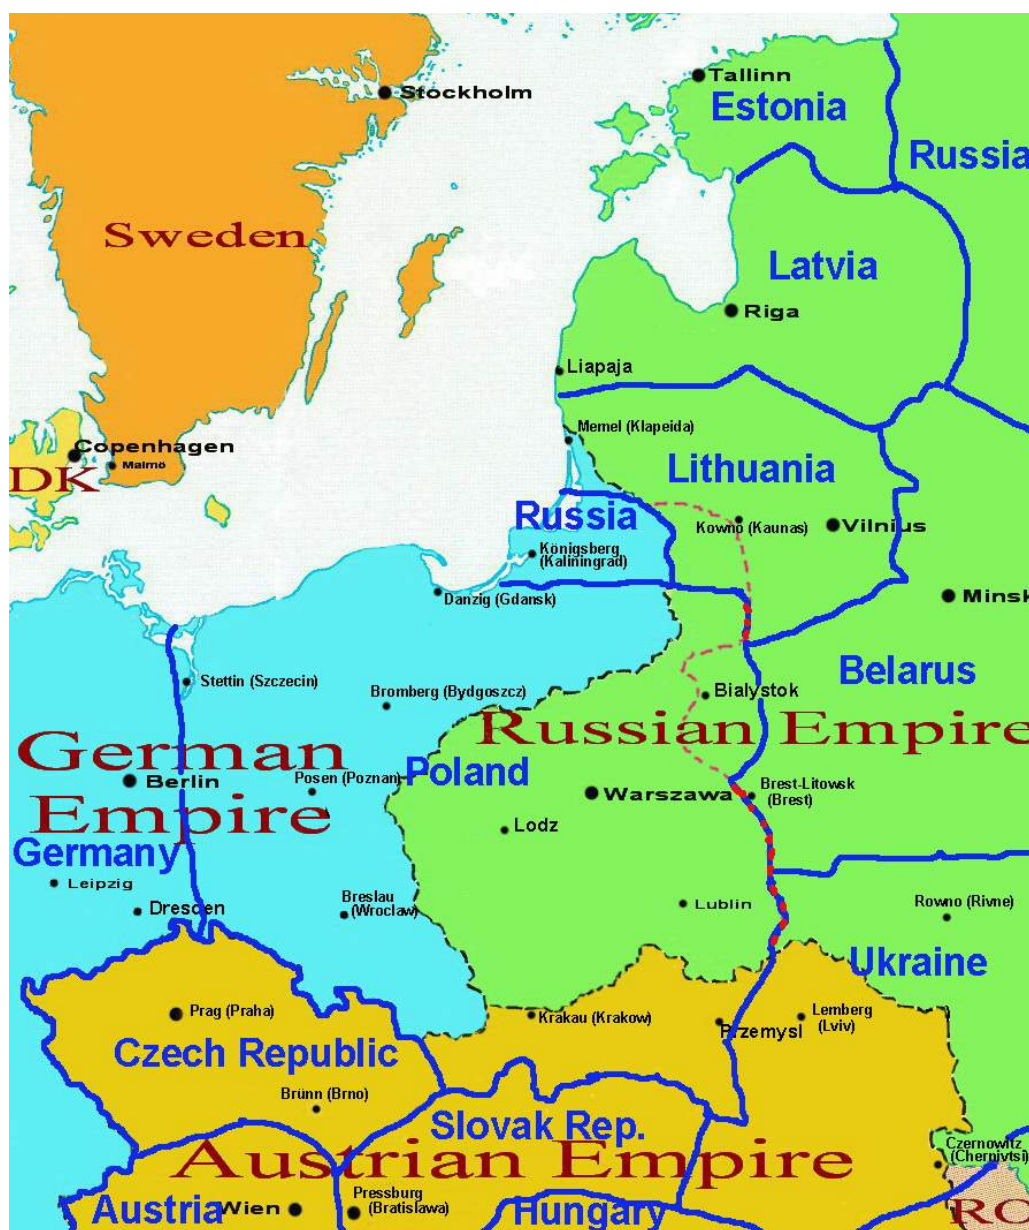 Tallinn
Stockholm
Estonia
Russia
Sweden
Latvia
Riga
Liapaja
Memel (Klapeida)
Copenhagen
Malmö
DK
Lithuania
Russia
Kowno (Kaunas)
Vilnius
Königsberg
(Kaliningrad)
Danzig (Gdansk)
Minsk
Belarus
Stettin (Szczecin)
Bromberg (Bydgoszcz)
Bialystok
Russian Empire
German
Empire
Berlin
Posen (Poznan)
Poland
Warszawa
Brest-Litowsk
(Brest)
Lodz
Germany
Leipzig
Dresden
Breslau
(Wroclaw)
Lublin
Rowno (Rivne)
Ukraine
Prag (Praha)
Krakau (Krakow)
Przemysl
Lemberg
(Lviv)
Czech Republic
Brünn (Brno)
Slovak Rep.
Austrian Empire
Czernowitz
(Chernivtsi)
Austria
Wien
Pressburg
(Bratislawa)
Hungary
RO